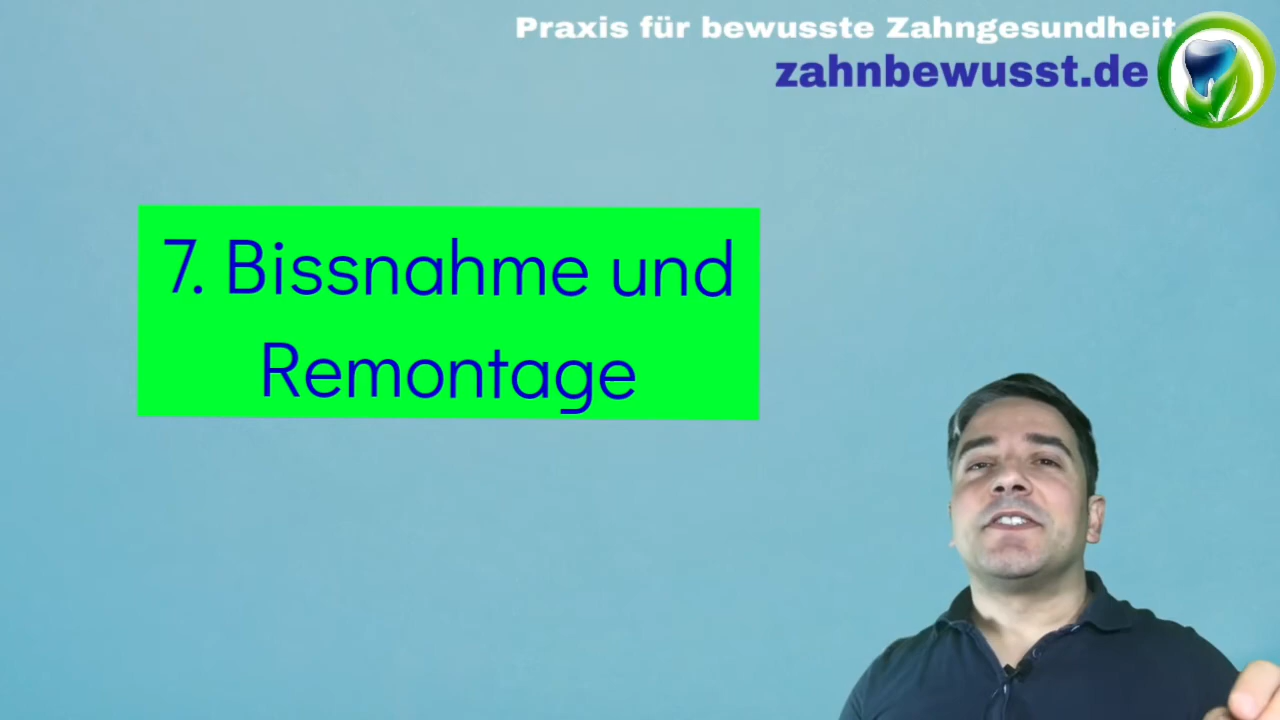 Praxis für bewusste Zahngesundheit
zahnbewusst.de
7. Bissnahme und
Remontage